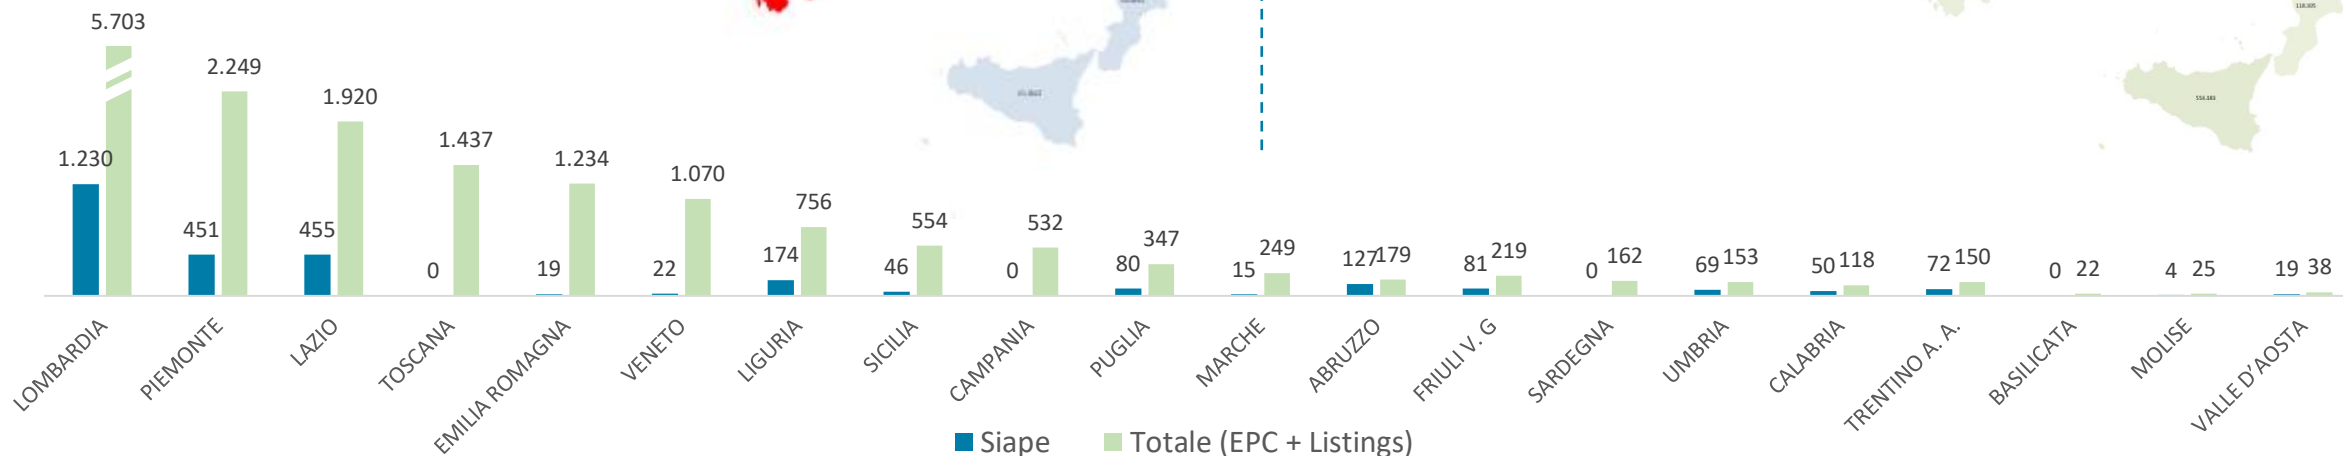 5.703
2.249
1.920
1.437
1.230
1.234
1.070
756
451
455
0
19
22
174
46
554
0
532
80
347
15
249
127
179
81
219
0
162
69
153
50
118
72
150
0
22
4
25
19
38
LOMBARDIA
PIEMONTE
LAZIO
TOSCANA
EMILIA ROMAGNA
VENETO
LIGURIA
SICILIA
CAMPANIA
PUGLIA
MARCHE
ABRUZZO
FRIULI V. G
SARDEGNA
UMBRIA
CALABRIA
TRENTINO A. A.
BASILICATA
MOLISE
VALLE D'AOSTA
Siape
Totale (EPC + Listings)